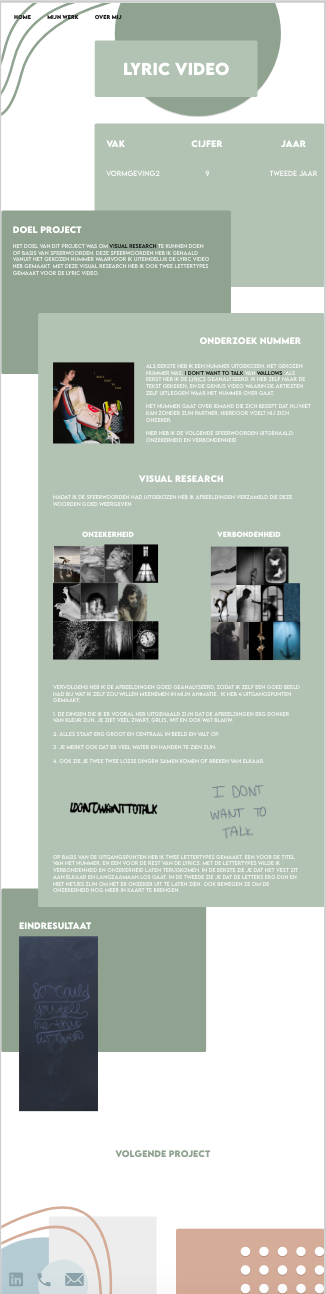 HOME MIJN WERK OVER MIJ
LYRIC VIDEO
VAK CIJFER JAAR
VORMGEVING2 9 TWEEDE JAAR
DOEL PROJECT
HET DOEL VAN DIT PROJECT WAS OM VISUAL RESEARCH TE KUNNEN DOEN
OP BASIS VAN SFEERWOORDEN. DEZE SFEERWOORDEN HEB IK GEHAALD
VANUIT HET GEKOZEN NUMMER WAARVOOR IK UITEINDELIJK DE LYRIC VIDEO
HEB GEMAAKT. MET DEZE VISUAL RESEARCH HEB IK OOK TWEE LETTERTYPES
GEMAAKT VOOR DE LYRIC VIDEO.
ONDERZOEK NUMMER
ALS EERSTE HEB IK EEN NUMMER UITGEKOZEN. HET GEKOZEN
NUMMER WAS I DON'T WANT TO TALK VAN WALLOWS. ALS
EERST HEB IK DE LYRICS GEANALYSEERD. IK HEB ZELF NAAR DE
TEKST GEKEKEN, EN DE GENIUS VIDEO WAARIN DE ARTIESTEN
ZELF UITLEGGEN WAAR HET NUMMER OVER GAAT.
HET NUMMER GAAT OVER IEMAND DIE ZICH BESEFT DAT HIJ NIET
KAN ZONDER ZIJN PARTNER, HIERDOOR VOELT HIJ ZICH
ONZEKER.
HIER HEB IK DE VOLGENDE SFEERWOORDEN UITGEHAALD:
ONZEKERHEID EN VERBONDENHEID
VISUAL RESEARCH
NADAT IK DE SFEERWOORDEN HAD UITGEKOZEN HEB IK AFBEELDINGEN VERZAMELD DIE DEZE
WOORDEN GOED WEERGEVEN
ONZEKERHEID VERBONDENHEID
VERVOLGENS HEB IK DE AFBEELDINGEN GOED GEANALYSEERD, ZODAT IK ZELF EEN GOED BEELD
HAD BIJ WAT IK ZELF ZOU WILLEN MEENEMEN IN MIJN ANIMATIE. IK HEB 4 UITGANGSPUNTEN
GEMAAKT:
1. DE DINGEN DIE IK ER VOORAL HEB UITGEHAALD ZIJN DAT DE AFBEELDINGEN ERG DONKER
VAN KLEUR ZIJN. JE ZIET VEEL ZWART, GRIJS, WIT EN OOK WAT BLAUW.
2. ALLES STAAT ERG GROOT EN CENTRAAL IN BEELD EN VALT OP.
3. JE MERKT OOK DAT ER VEEL WATER EN HANDEN TE ZIEN ZIJN.
4. OOK ZIE JE TWEE TWEE LOSSE DINGEN SAMEN KOMEN OF BREKEN VAN ELKAAR.
IDONTWANTTOTALK
I DONT
WANT TO
TALK
OP BASIS VAN DE UITGANGSPUNTEN HEB IK TWEE LETTERTYPES GEMAAKT. EEN VOOR DE TITEL
VAN HET NUMMER, EN EEN VOOR DE REST VAN DE LYRICS. MET DE LETTERTYPES WILDE IK
VERBONDENHEID EN ONZEKERHEID LATEN TERUGKOMEN. IN DE EERSTE ZIE JE DAT HET VEST ZIT
AAN ELKAAR EN LANGZAAMAAN LOS GAAT. IN DE TWEEDE ZIE JE DAT DE LETTERS ERG DUN EN
NIET NETJES ZIJN OM HET ER ONZEKER UIT TE LATEN ZIEN. OOK BEWEGEN ZE OM DE
ONZEKERHEID NOG MEER IN KAART TE BRENGEN.
EINDRESULTAAT
So could
VOLGENDE PROJECT
in